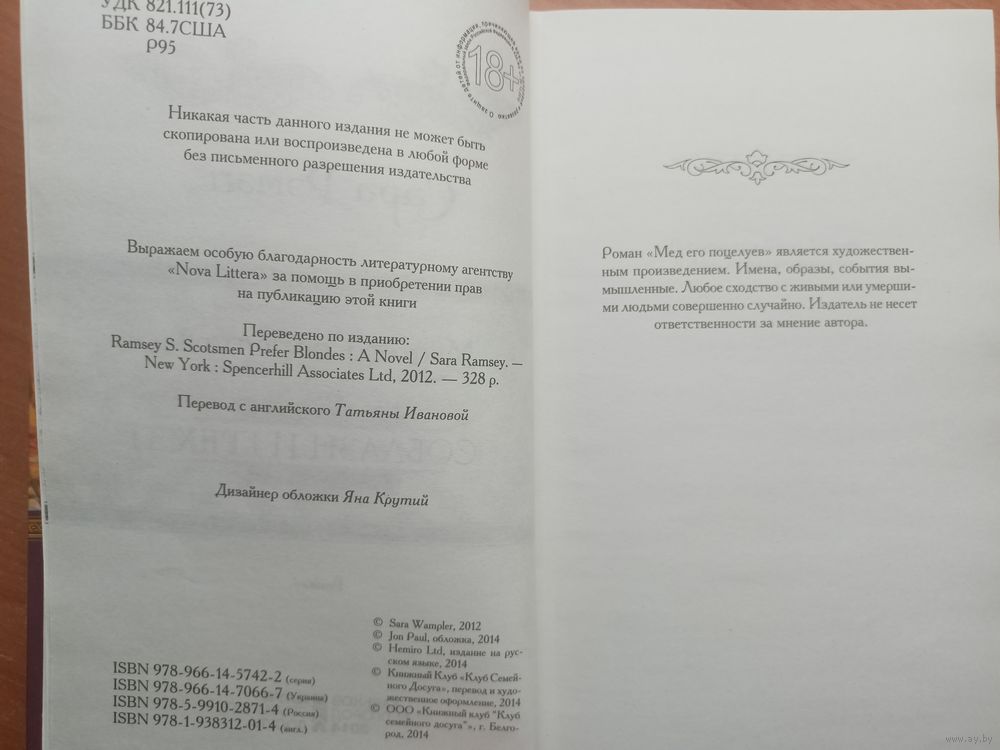 УДК 821.111(73)
ББК 84.7США
Р95
18+
Никакая часть данного издания не может быть
скопирована или воспроизведена в любой форме
без письменного разрешения издательства
Выражаем особую благодарность литературному агентству
«Nova Littera» за помощь в приобретении прав
на публикацию этой книги
Переведено по изданию:
Ramsey S. Scotsmen Prefer Blondes : A Novel / Sara Ramsey. —
New York : Spencerhill Associates Ltd, 2012. — 328 p.
Перевод с английского Татьяны Ивановой
Дизайнер обложки Яна Крутий
© Sara Wampler, 2012
© Jon Paul, обложка, 2014
© Hemiro Ltd, издание на рус-
ском языке, 2014
© Книжный Клуб «Клуб Семей-
ного Досуга», перевод и худо-
жественное оформление, 2014
© ООО «Книжный клуб "Клуб
семейного досуга"», г. Белго-
род, 2014
ISBN 978-966-14-5742-2 (серия)
ISBN 978-966-14-7066-7 (Украина)
ISBN 978-5-9910-2871-4 (Россия)
ISBN 978-1-938312-01-4 (англ.)
Роман «Мед его поцелуев» является художествен-
ным произведением. Имена, образы, события вы-
мышленные. Любое сходство с живыми или умерши-
ми людьми совершенно случайно. Издатель не несет
ответственности за мнение автора.
www.ay.by